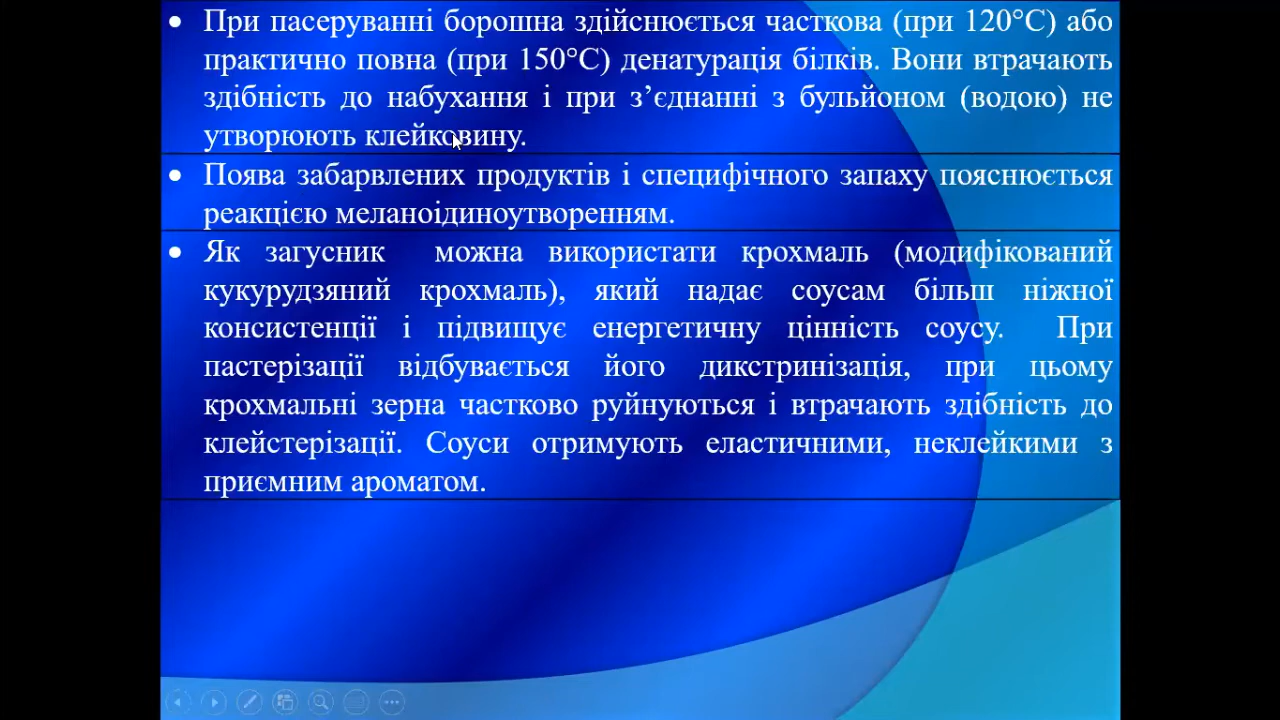 • При пасеруванні борошна здійснюється часткова (при 120°С) або
практично повна (при 150°С) денатурація білків. Вони втрачають
здібність до набухання і при з’єднанні з бульйоном (водою) не
утворюють клейковину.
• Поява забарвлених продуктів і специфічного запаху пояснюється
реакцією меланоідиноутворенням.
• Як загусник можна використати крохмаль (модифікований
кукурудзяний крохмаль), який надає соусам більш ніжної
консистенції і підвищує енергетичну цінність соусу. При
пастерізації відбувається його дикстринізація, при цьому
крохмальні зерна частково руйнуються і втрачають здібність до
клейстерізації. Соуси отримують еластичними, неклейкими з
приємним ароматом.